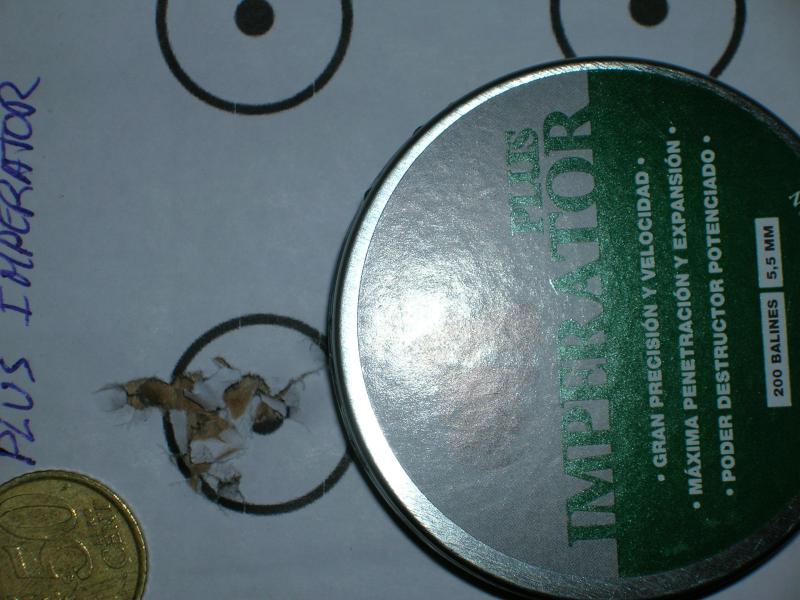 PLUS IMPERATOR
PLUS
IMPERATOR
• GRAN PRECISIÓN Y VELOCIDAD •
• MÁXIMA PENETRACIÓN Y EXPANSIÓN •
• PODER DESTRUCTOR POTENCIADO •
200 BALINES 5,5 MM
50
CENT